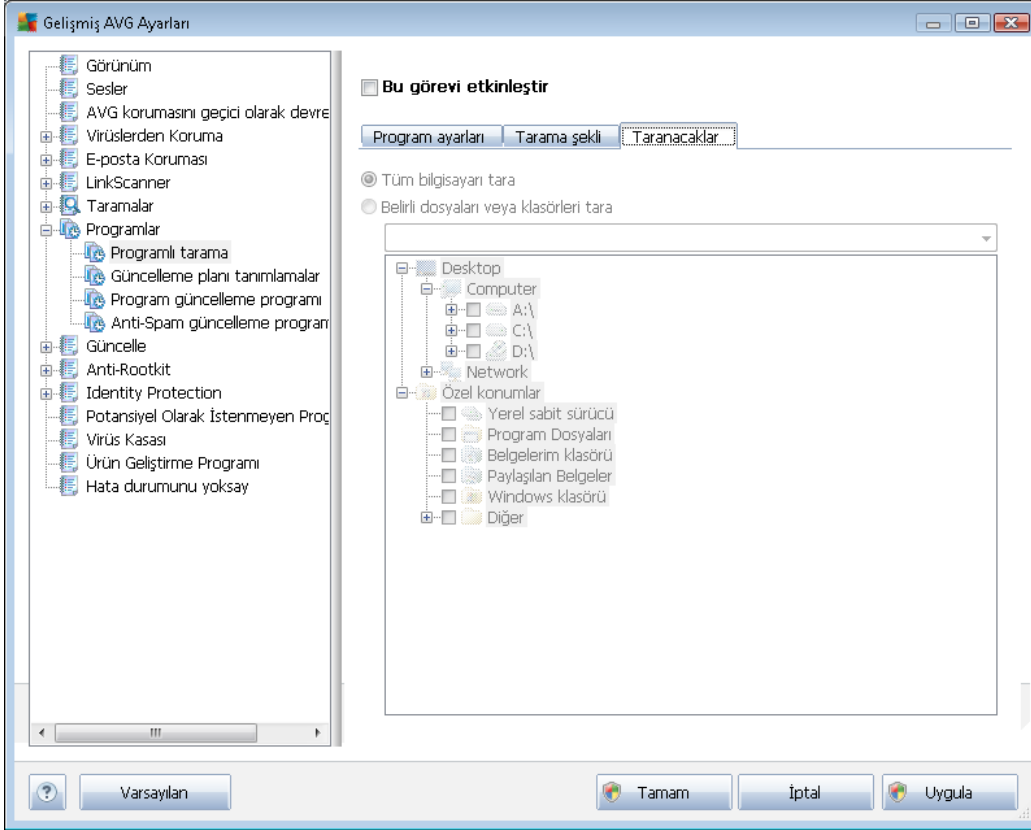 Gelişmiş AVG Ayarları
Görünüm
Sesler
AVG korumasını geçici olarak devre
Virüslerden Koruma
E-posta Koruması
LinkScanner
Taramalar
Programlar
Programlı tarama
Güncelleme planı tanımlamalar
Program güncelleme programı
Anti-Spam güncelleme program
Güncelle
Anti-Rootkit
Identity Protection
Potansiyel Olarak İstenmeyen Prog
Virüs Kasası
Ürün Geliştirme Programı
Hata durumunu yoksay
Bu görevi etkinleştir
Program ayarları Tarama şekli Taranacaklar
Tüm bilgisayarı tara
Belirli dosyaları veya klasörleri tara
Desktop
Computer
A:\
C:\
D:\
Network
Özel konumlar
Yerel sabit sürücü
Program Dosyaları
Belgelerim klasörü
Paylaşılan Belgeler
Windows klasörü
Diğer
? Varsayılan Tamam İptal Uygula